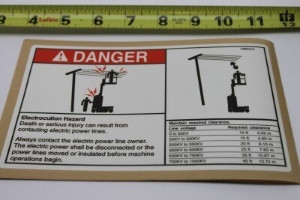 3 4 5 6 7 8 9 10 11 12
DANGER
Electrocution Hazard
Death or serious injury can result from
contacting electric power lines.
Always contact the electric power line owner.
The electric power shall be disconnected or the
power lines moved or insulated before machine
operations begin.
Maintain required clearance.
Line voltage Required clearance